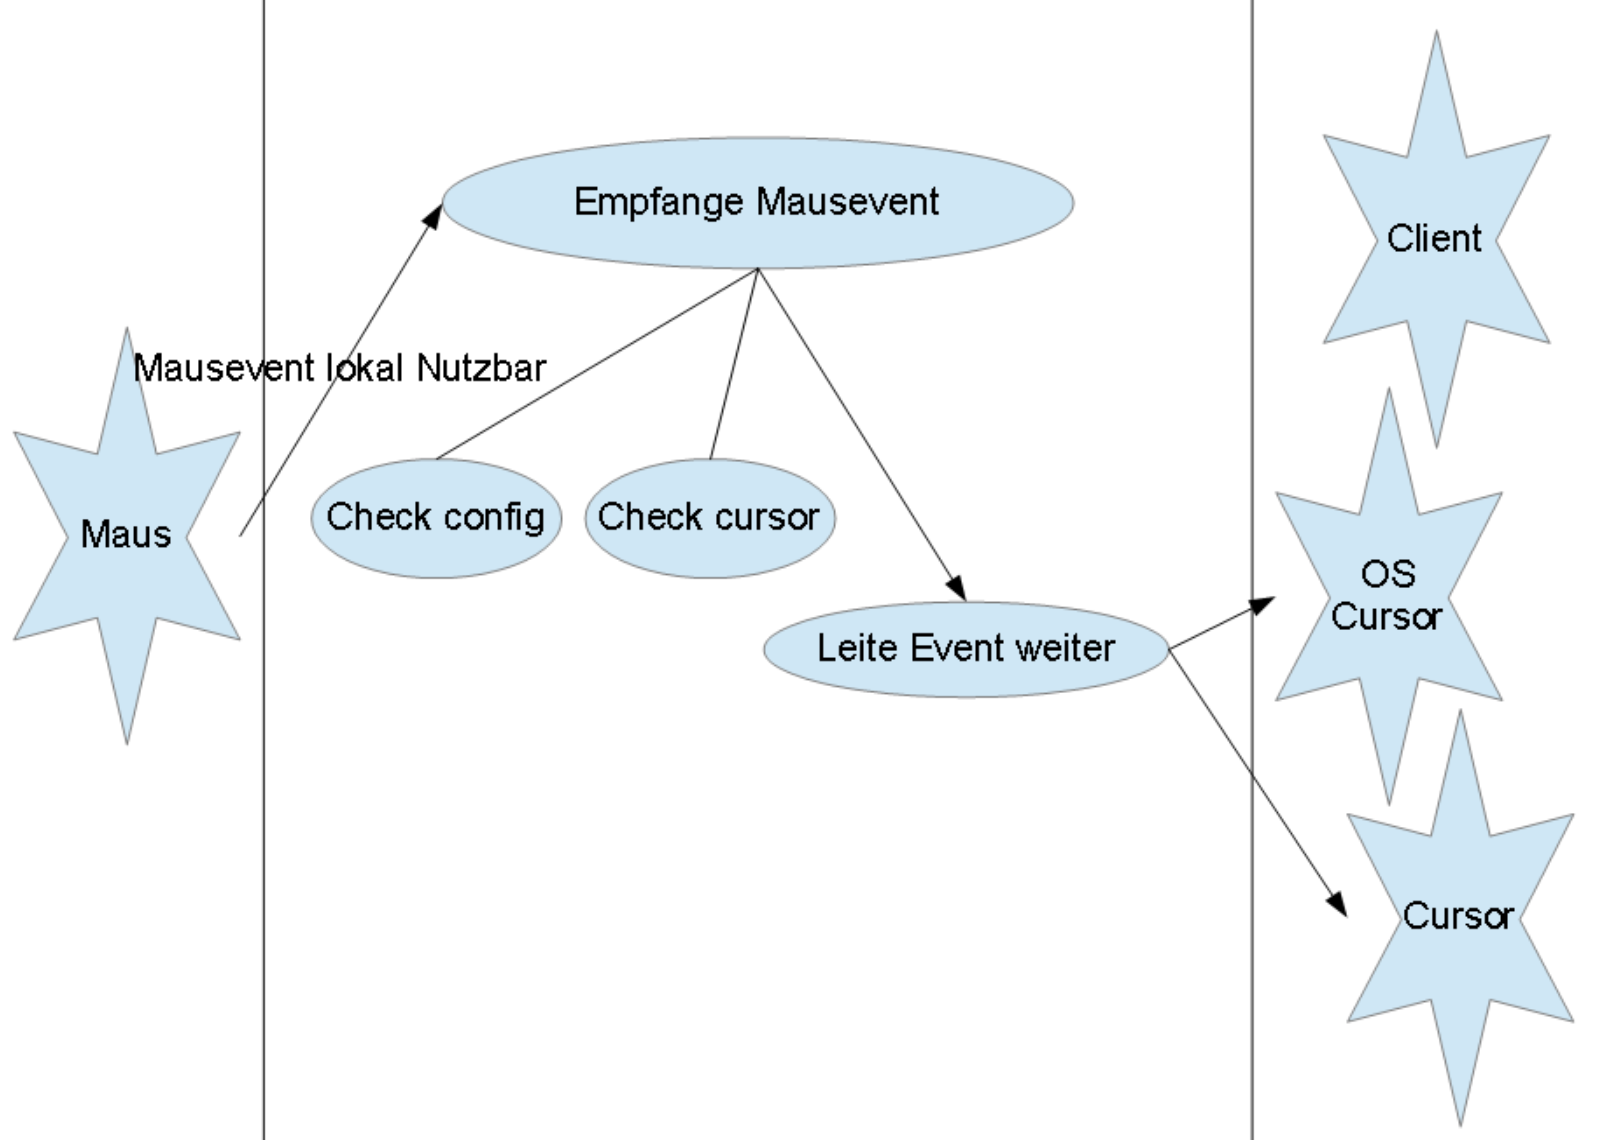 Empfange Mausevent
Client
Mausevent lokal Nutzbar
Maus
Check config
Check cursor
OS
Cursor
Leite Event weiter
Cursor